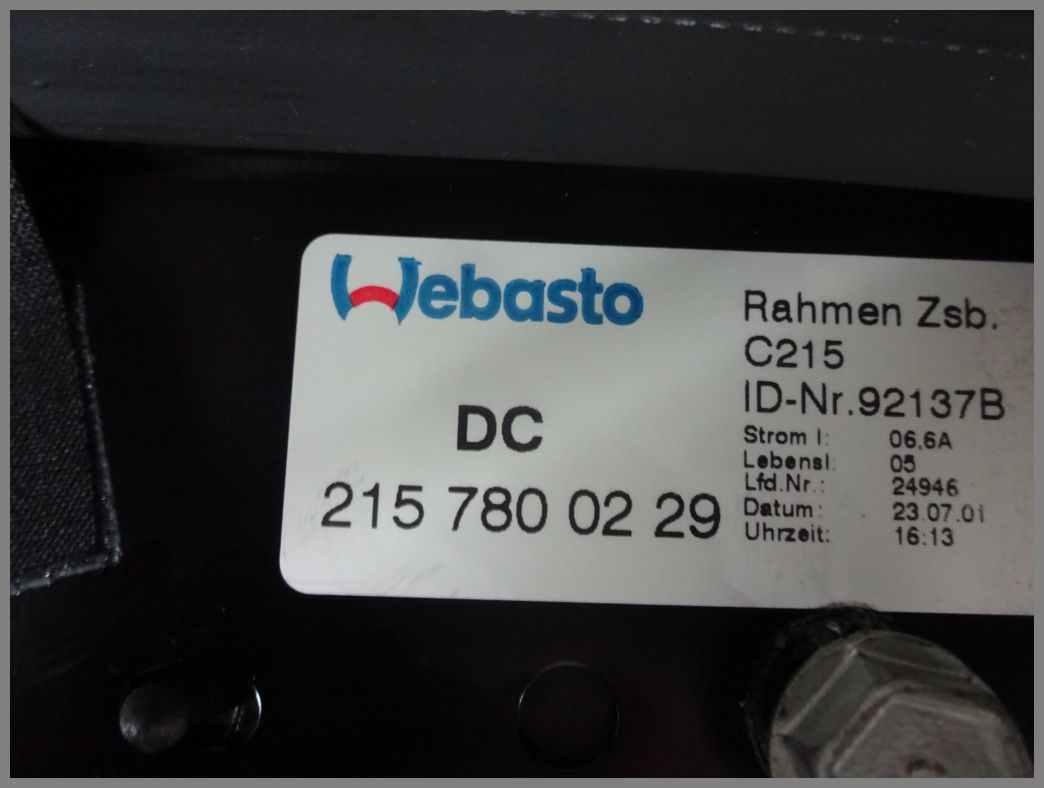 Webasto
DC
215 780 02 29
Rahmen Zsb.
C215
ID-Nr.92137B
Strom I: 06,6A
Lebensl: 05
Lfd.Nr.: 24946
Datum: 23.07.01
Uhrzeit: 16:13